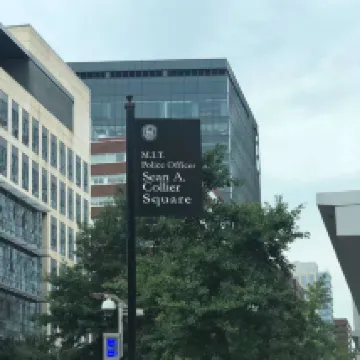 M.I.T.
Police Officer
Sean A.
Collier
Square